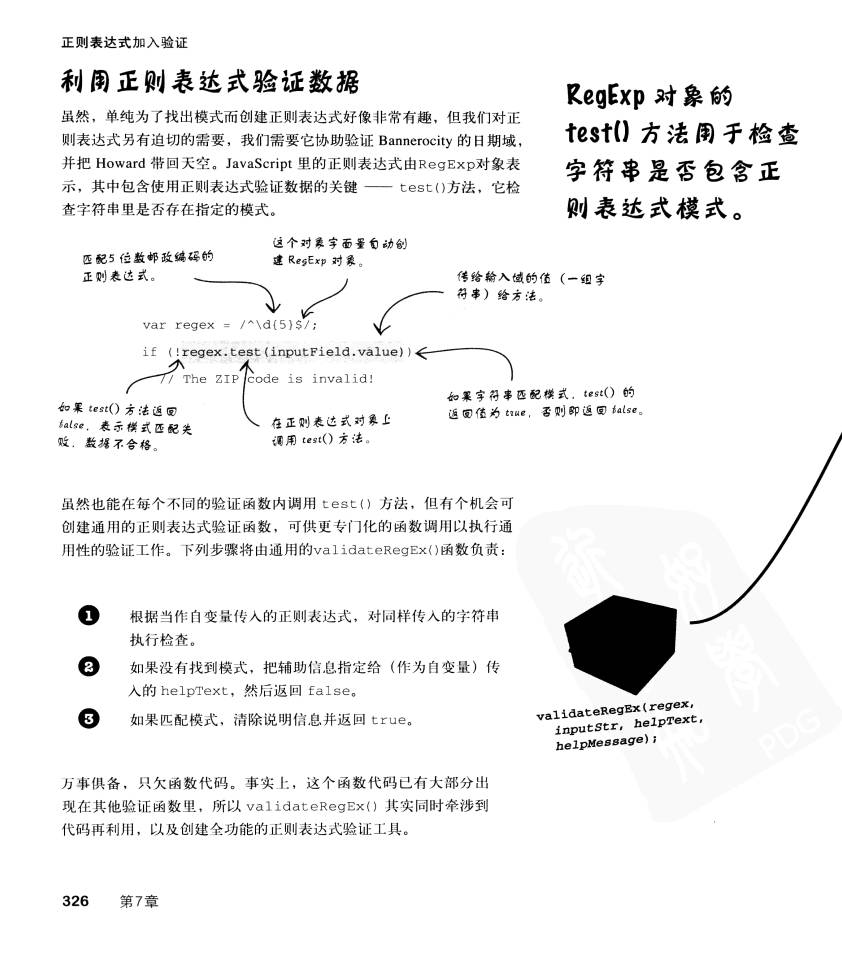 正则表达式加入验证
利用正则表达式验证数据
虽然，单纯为了找出模式而创建正则表达式好像非常有趣，但我们对正
则表达式另有迫切的需要，我们需要它协助验证 Bannerocity 的日期域，
并把 Howard 带回天空。JavaScript 里的正则表达式由RegExp对象表
示，其中包含使用正则表达式验证数据的关键 —— test()方法，它检
查字符串里是否存在指定的模式。
RegExp 对象的
test() 方法用于检查
字符串是否包含正
则表达式模式。
匹配5 位数邮政编码的
正则表达式。
这个对象字面量自动创
建 RegExp 对象。
传给输入域的值（一组字
符串）给方法。
var regex = /^\d{5}$/;
if (!regex.test(inputField.value))
// The ZIP code is invalid!
如果 test() 方法返回
false，表示模式匹配失
败，数据不合格。
在正则表达式对象上
调用 test() 方法。
如果字符串匹配模式，test() 的
返回值为 true，否则即返回 false。
虽然也能在每个不同的验证函数内调用 test() 方法，但有个机会可
创建通用的正则表达式验证函数，可供更专门化的函数调用以执行通
用性的验证工作。下列步骤将由通用的validateRegEx()函数负责：
1 根据当作自变量传入的正则表达式，对同样传入的字符串
执行检查。
2 如果没有找到模式，把辅助信息指定给（作为自变量）传
入的 helpText，然后返回 false。
3 如果匹配模式，清除说明信息并返回 true。
validateRegEx(regex,
inputStr, helpText,
helpMessage);
PDG
万事俱备，只欠函数代码。事实上，这个函数代码已有大部分出
现在其他验证函数里，所以 validateRegEx() 其实同时牵涉到
代码再利用，以及创建全功能的正则表达式验证工具。
326 第7章